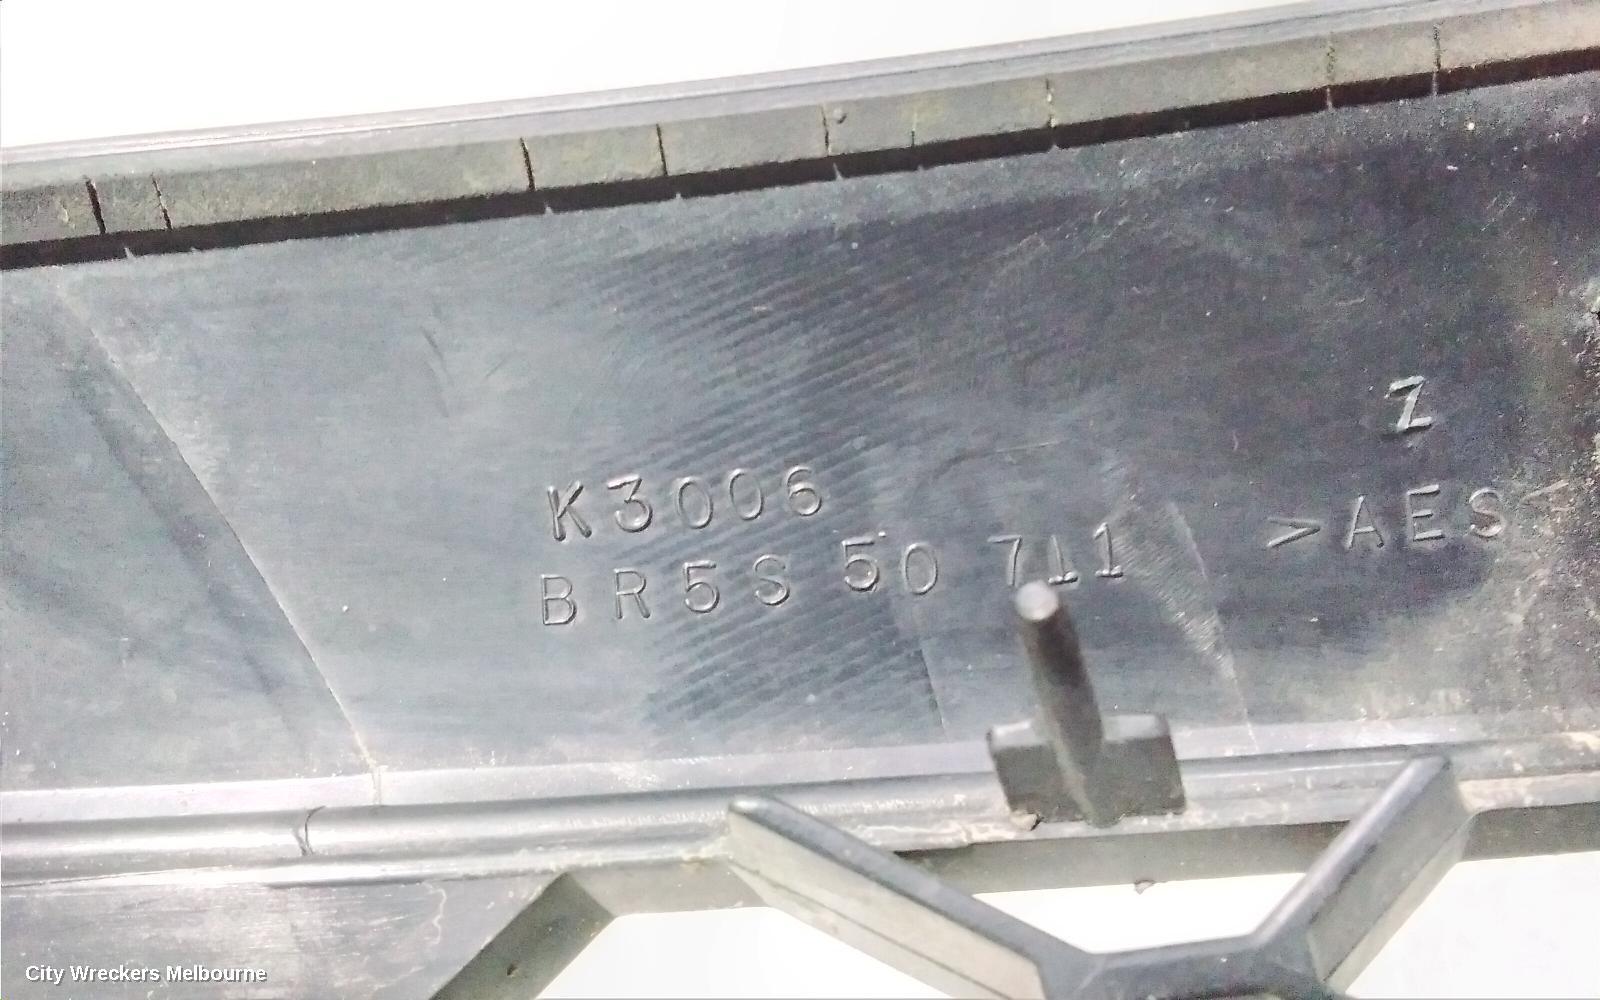 Z
K3006
>AES<
BR5S 50 711
City Wreckers Melbourne